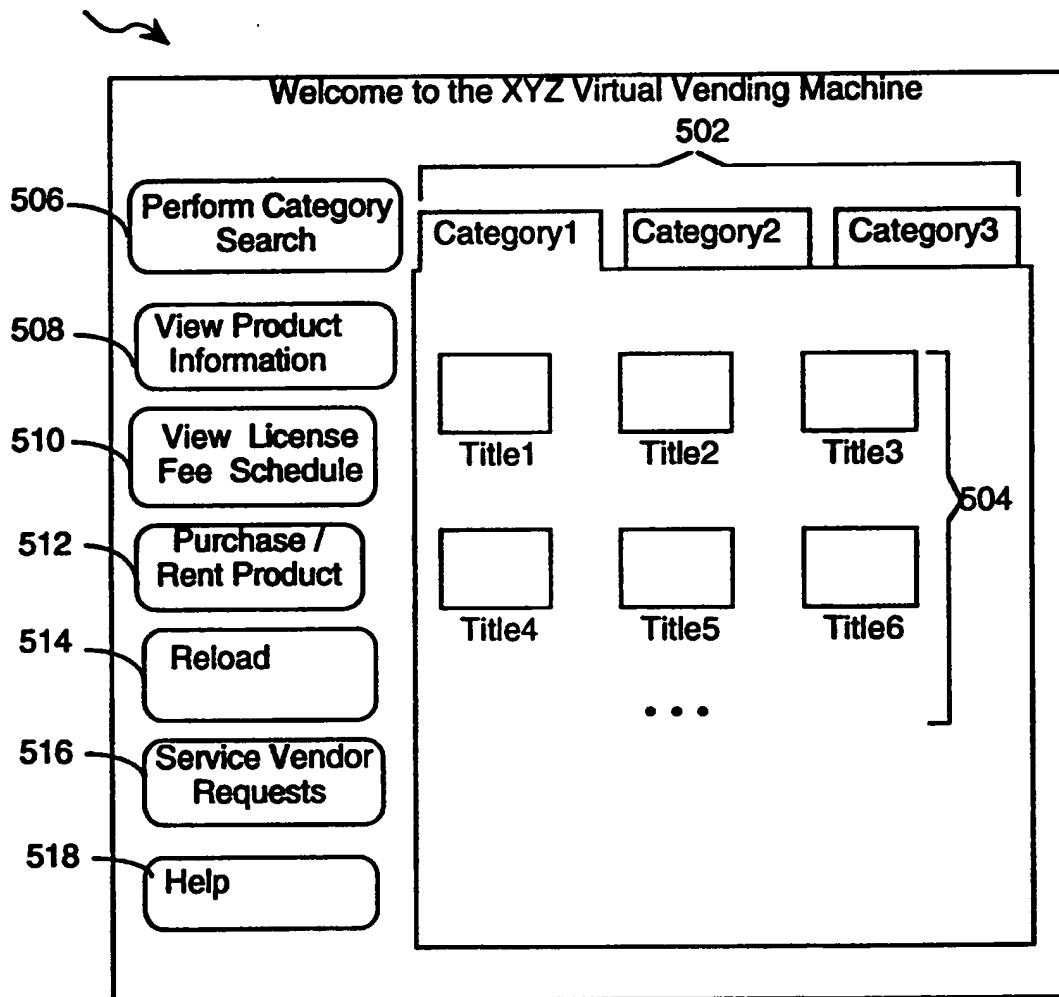 Welcome to the XYZ Virtual Vending Machine
502
506
Perform Category
Search
Category1
Category2
Category3
508
View Product
Information
510
View License
Fee Schedule
Title1
Title2
Title3
504
512
Purchase /
Rent Product
Title4
Title5
Title6
514
Reload
• • •
516
Service Vendor
Requests
518
Help